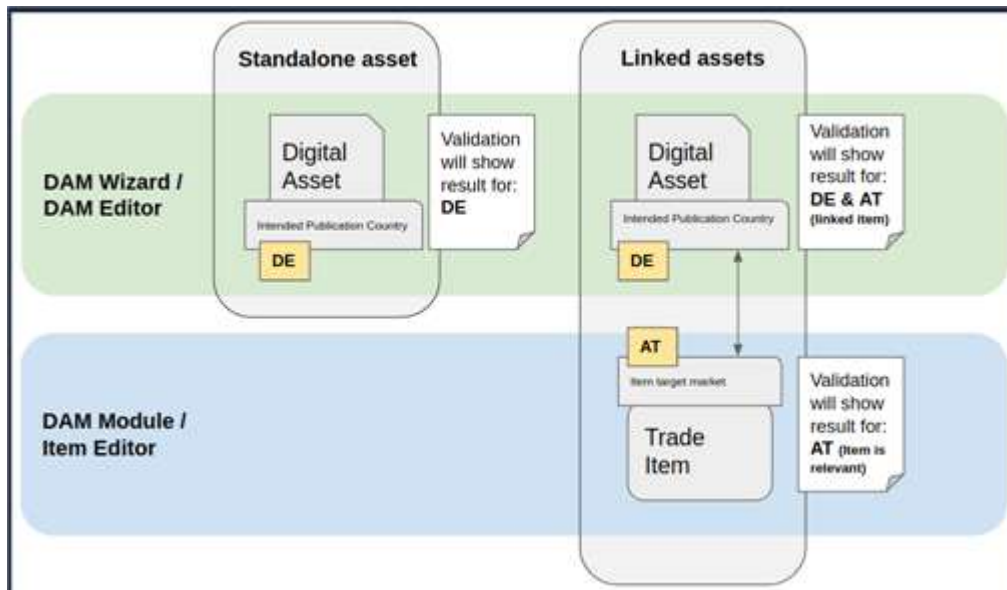 Standalone asset
Linked assets
DAM Wizard /
DAM Editor
Digital
Asset
Intended Publication Country
DE
Validation
will show
result for:
DE
Digital
Asset
Intended Publication Country
DE
Validation
will show
result for:
DE & AT
(linked item)
DAM Module /
Item Editor
AT
Item target market
Trade
Item
Validation
will show
result for:
AT (Item is
relevant)